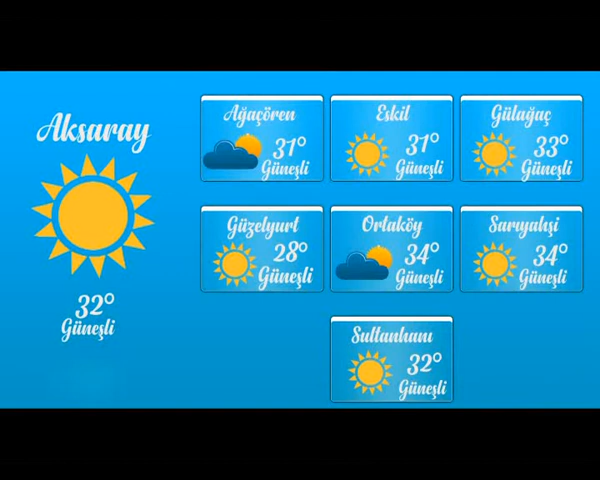 Aksaray
32°
Güneşli
Ağaçören
31°
Güneşli
Eskil
31°
Güneşli
Gülağaç
33°
Güneşli
Güzelyurt
28°
Güneşli
Ortaköy
34°
Güneşli
Sarıyahşi
34°
Güneşli
Sultanhanı
32°
Güneşli